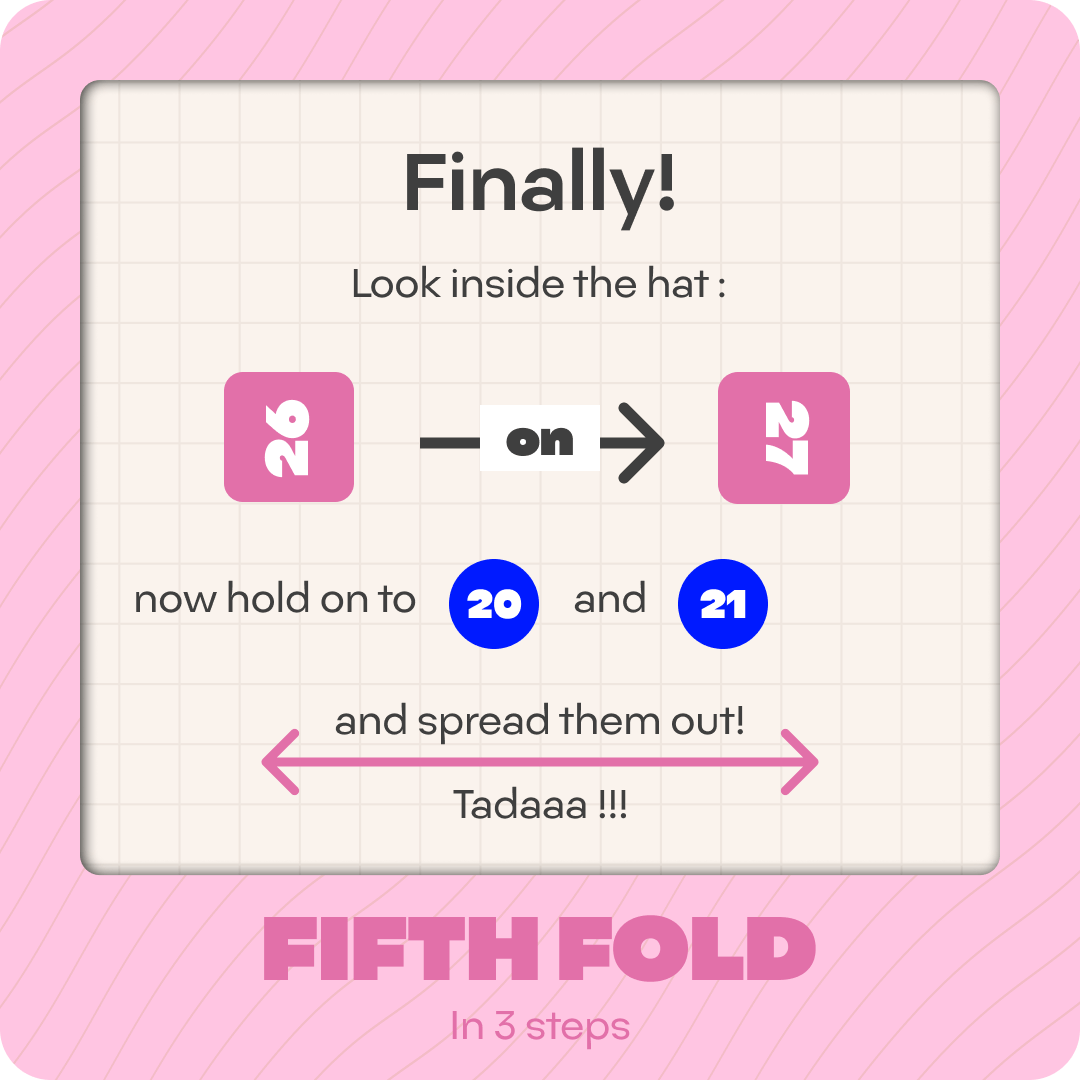 Finally!
Look inside the hat :
26 on 27
now hold on to 20 and 21
and spread them out!
Tadaaa !!!
FIFTH FOLD
In 3 steps